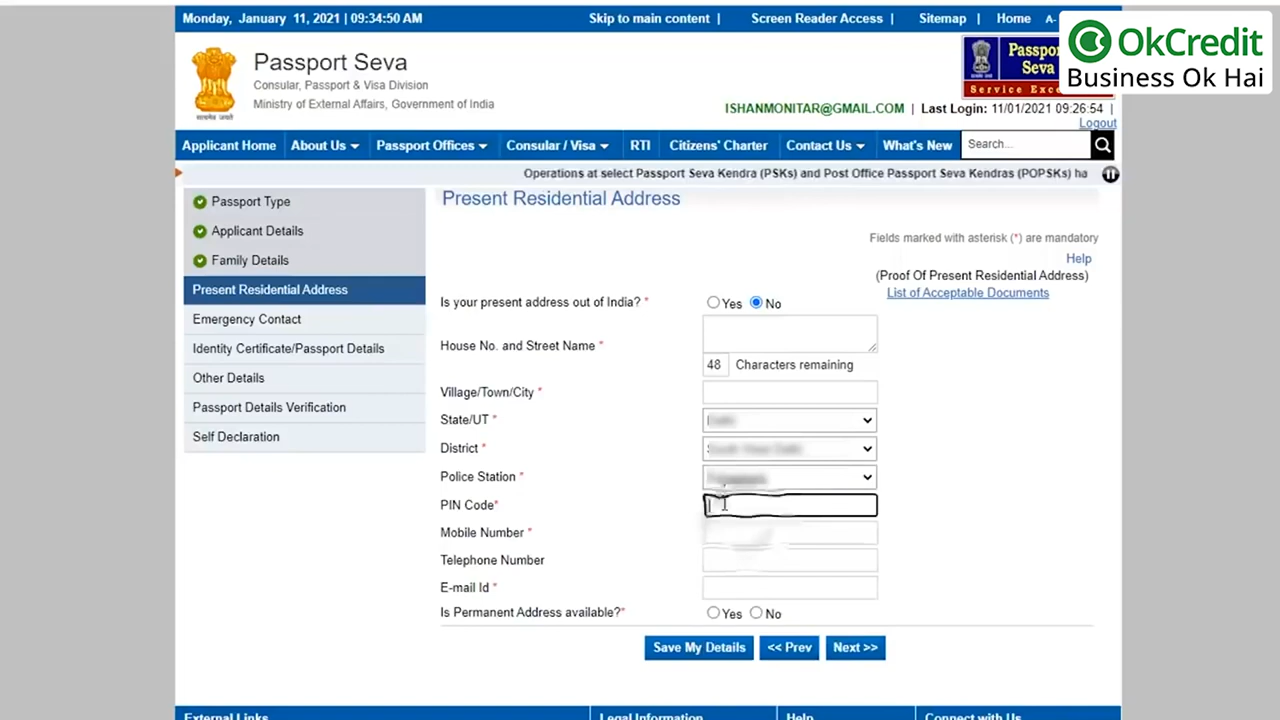 Monday, January 11, 2021 | 09:34:50 AM
Skip to main content |
Screen Reader Access |
Sitemap |
Home
A-
OkCredit
Business Ok Hai
Passport Seva
Consular, Passport & Visa Division
Ministry of External Affairs, Government of India
Seva
ISHANMONITAR@GMAIL.COM | Last Login: 11/01/2021 09:26:54 |
Logout
Applicant Home
About Us
Passport Offices
Consular / Visa
RTI
Citizens' Charter
Contact Us
What's New
Search...
Operations at select Passport Seva Kendra (PSKs) and Post Office Passport Seva Kendras (POPSKs) ha
Passport Type
Applicant Details
Family Details
Present Residential Address
Emergency Contact
Identity Certificate/Passport Details
Other Details
Passport Details Verification
Self Declaration
Present Residential Address
Fields marked with asterisk (*) are mandatory
Help
(Proof Of Present Residential Address)
List of Acceptable Documents
Is your present address out of India? *
Yes No
House No. and Street Name *
48 Characters remaining
Village/Town/City *
State/UT *
District *
Police Station *
PIN Code*
Mobile Number *
Telephone Number
E-mail Id *
Is Permanent Address available?*
Yes No
Save My Details
<< Prev
Next >>
External Links
Legal Information
Help
Connect with Us